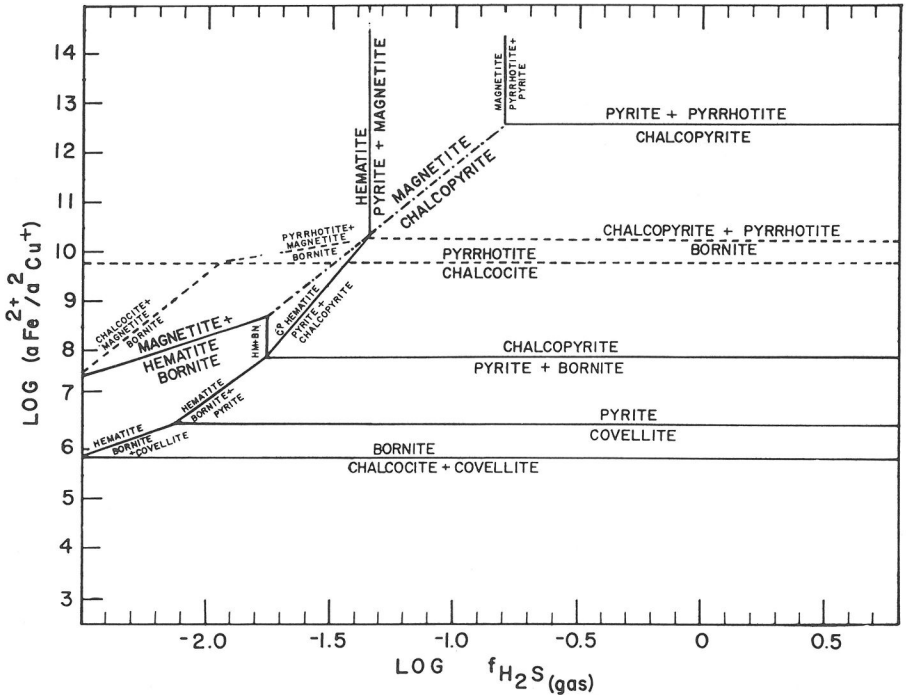 14
13
12
11
10
9
8
7
6
5
4
3
LOG (aFe2+/a2Cu+)
HEMATITE
PYRITE + MAGNETITE
MAGNETITE
PYRRHOTITE+
PYRITE
PYRITE + PYRRHOTITE
CHALCOPYRITE
MAGNETITE
CHALCOPYRITE
PYRRHOTITE+
MAGNETITE
BORNITE
CHALCOPYRITE + PYRRHOTITE
BORNITE
PYRRHOTITE
CHALCOCITE
CHALCOCITE+
MAGNETITE
BORNITE
MAGNETITE+
HEMATITE
BORNITE
HM+BN
CP
HEMATITE
PYRITE +
CHALCOPYRITE
CHALCOPYRITE
PYRITE + BORNITE
HEMATITE
BORNITE+
PYRITE
PYRITE
COVELLITE
HEMATITE
BORNITE
+COVELLITE
BORNITE
CHALCOCITE + COVELLITE
-2.0 -1.5 -1.0 -0.5 0 0.5
LOG fH2S(gas)